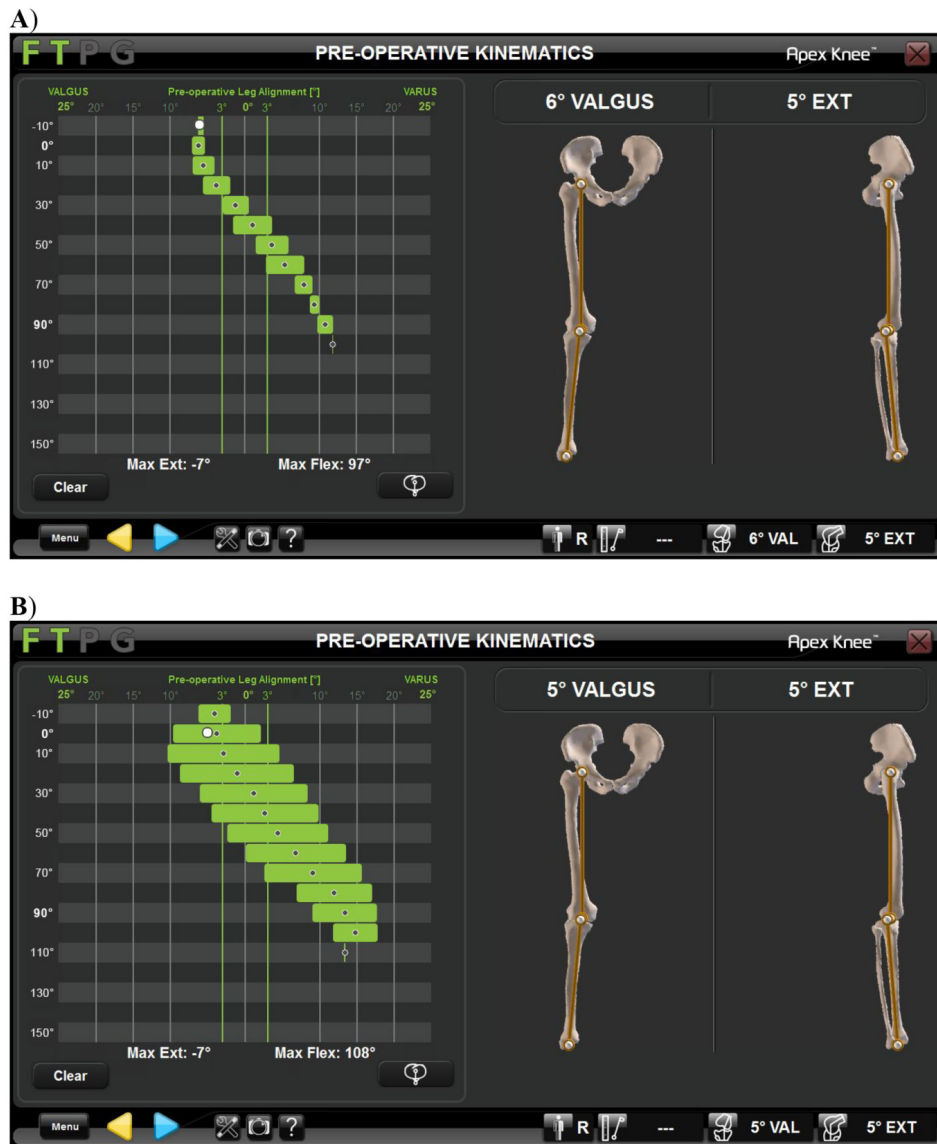 A)
F T P G PRE-OPERATIVE KINEMATICS Apex Knee™
VALGUS Pre-operative Leg Alignment [°] VARUS
25° 20° 15° 10° 3° 0° 3° 10° 15° 20° 25°
6° VALGUS 5° EXT
-10°
0°
10°
30°
50°
70°
90°
110°
130°
150°
Max Ext: -7° Max Flex: 97°
Clear
Menu ? R --- 6° VAL 5° EXT
B)
F T P G PRE-OPERATIVE KINEMATICS Apex Knee™
VALGUS Pre-operative Leg Alignment [°] VARUS
25° 20° 15° 10° 3° 0° 3° 10° 15° 20° 25°
5° VALGUS 5° EXT
-10°
0°
10°
30°
50°
70°
90°
110°
130°
150°
Max Ext: -7° Max Flex: 108°
Clear
Menu ? R --- 5° VAL 5° EXT